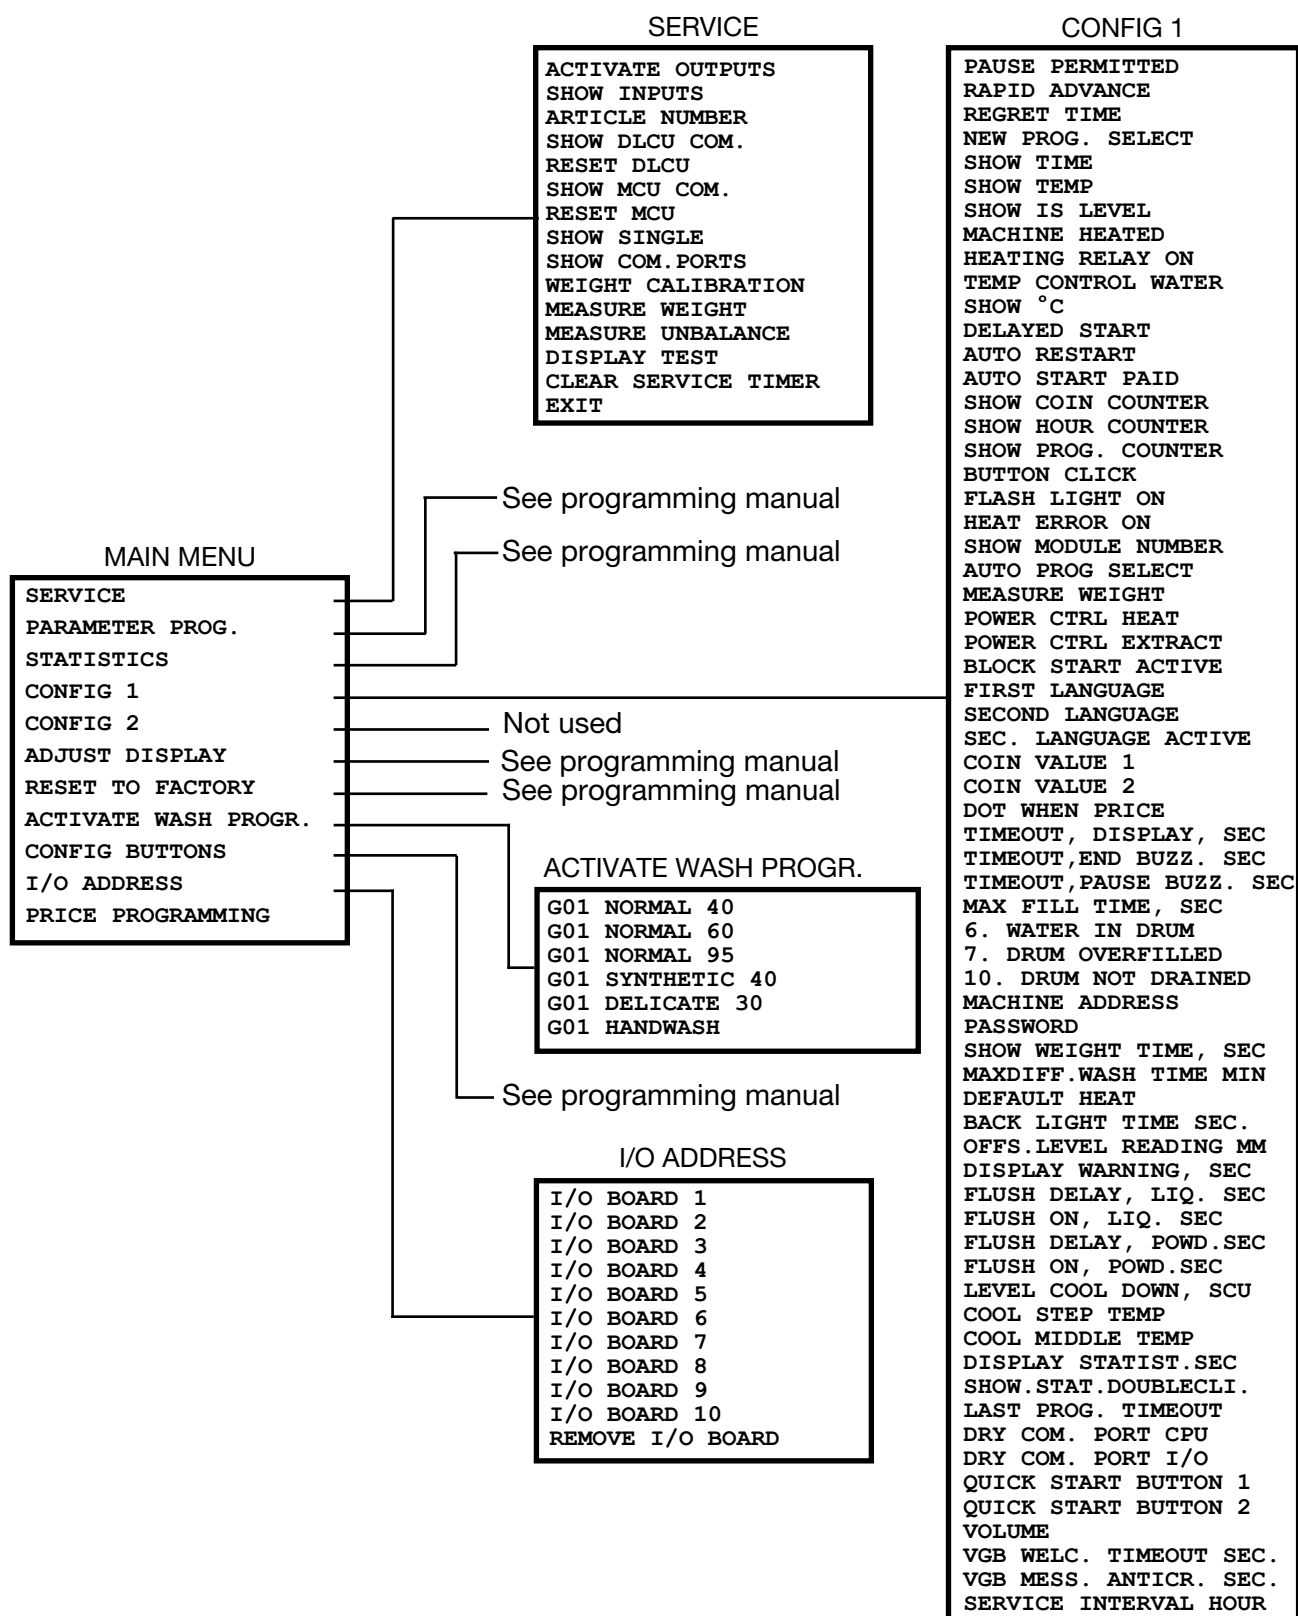 SERVICE
ACTIVATE OUTPUTS
SHOW INPUTS
ARTICLE NUMBER
SHOW DLCU COM.
RESET DLCU
SHOW MCU COM.
RESET MCU
SHOW SINGLE
SHOW COM.PORTS
WEIGHT CALIBRATION
MEASURE WEIGHT
MEASURE UNBALANCE
DISPLAY TEST
CLEAR SERVICE TIMER
EXIT
See programming manual
See programming manual
MAIN MENU
SERVICE
PARAMETER PROG.
STATISTICS
CONFIG 1
CONFIG 2
ADJUST DISPLAY
RESET TO FACTORY
ACTIVATE WASH PROGR.
CONFIG BUTTONS
I/O ADDRESS
PRICE PROGRAMMING
Not used
See programming manual
See programming manual
ACTIVATE WASH PROGR.
G01 NORMAL 40
G01 NORMAL 60
G01 NORMAL 95
G01 SYNTHETIC 40
G01 DELICATE 30
G01 HANDWASH
See programming manual
I/O ADDRESS
I/O BOARD 1
I/O BOARD 2
I/O BOARD 3
I/O BOARD 4
I/O BOARD 5
I/O BOARD 6
I/O BOARD 7
I/O BOARD 8
I/O BOARD 9
I/O BOARD 10
REMOVE I/O BOARD
CONFIG 1
PAUSE PERMITTED
RAPID ADVANCE
REGRET TIME
NEW PROG. SELECT
SHOW TIME
SHOW TEMP
SHOW IS LEVEL
MACHINE HEATED
HEATING RELAY ON
TEMP CONTROL WATER
SHOW °C
DELAYED START
AUTO RESTART
AUTO START PAID
SHOW COIN COUNTER
SHOW HOUR COUNTER
SHOW PROG. COUNTER
BUTTON CLICK
FLASH LIGHT ON
HEAT ERROR ON
SHOW MODULE NUMBER
AUTO PROG SELECT
MEASURE WEIGHT
POWER CTRL HEAT
POWER CTRL EXTRACT
BLOCK START ACTIVE
FIRST LANGUAGE
SECOND LANGUAGE
SEC. LANGUAGE ACTIVE
COIN VALUE 1
COIN VALUE 2
DOT WHEN PRICE
TIMEOUT, DISPLAY, SEC
TIMEOUT,END BUZZ. SEC
TIMEOUT,PAUSE BUZZ. SEC
MAX FILL TIME, SEC
6. WATER IN DRUM
7. DRUM OVERFILLED
10. DRUM NOT DRAINED
MACHINE ADDRESS
PASSWORD
SHOW WEIGHT TIME, SEC
MAXDIFF.WASH TIME MIN
DEFAULT HEAT
BACK LIGHT TIME SEC.
OFFS.LEVEL READING MM
DISPLAY WARNING, SEC
FLUSH DELAY, LIQ. SEC
FLUSH ON, LIQ. SEC
FLUSH DELAY, POWD.SEC
FLUSH ON, POWD.SEC
LEVEL COOL DOWN, SCU
COOL STEP TEMP
COOL MIDDLE TEMP
DISPLAY STATIST.SEC
SHOW.STAT.DOUBLECLI.
LAST PROG. TIMEOUT
DRY COM. PORT CPU
DRY COM. PORT I/O
QUICK START BUTTON 1
QUICK START BUTTON 2
VOLUME
VGB WELC. TIMEOUT SEC.
VGB MESS. ANTICR. SEC.
SERVICE INTERVAL HOUR